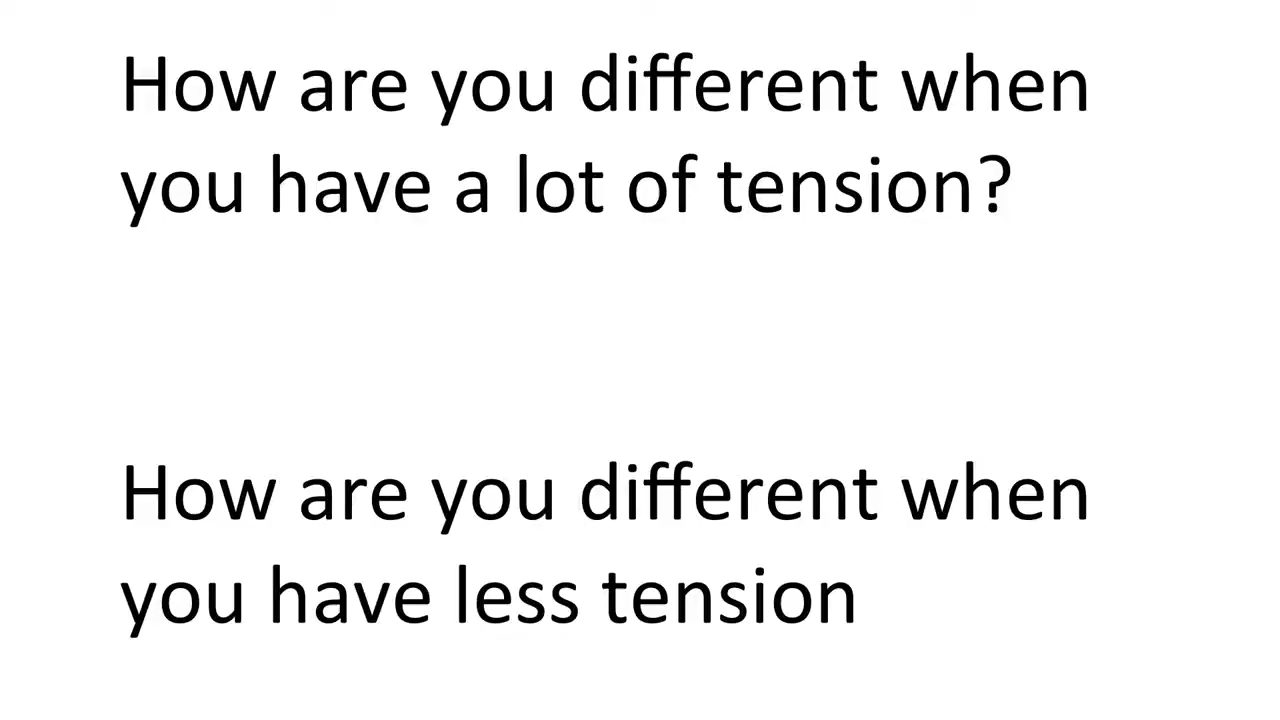 How are you different when
you have a lot of tension?
How are you different when
you have less tension